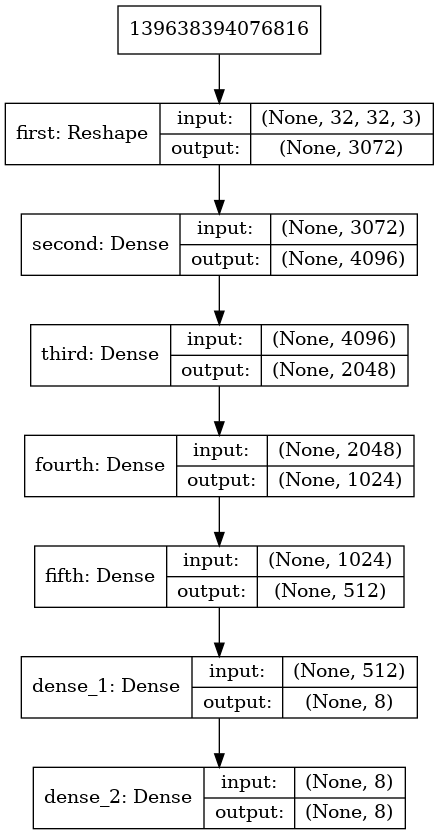 139638394076816
first: Reshape
input:
(None, 32, 32, 3)
output:
(None, 3072)
second: Dense
input:
(None, 3072)
output:
(None, 4096)
third: Dense
input:
(None, 4096)
output:
(None, 2048)
fourth: Dense
input:
(None, 2048)
output:
(None, 1024)
fifth: Dense
input:
(None, 1024)
output:
(None, 512)
dense_1: Dense
input:
(None, 512)
output:
(None, 8)
dense_2: Dense
input:
(None, 8)
output:
(None, 8)